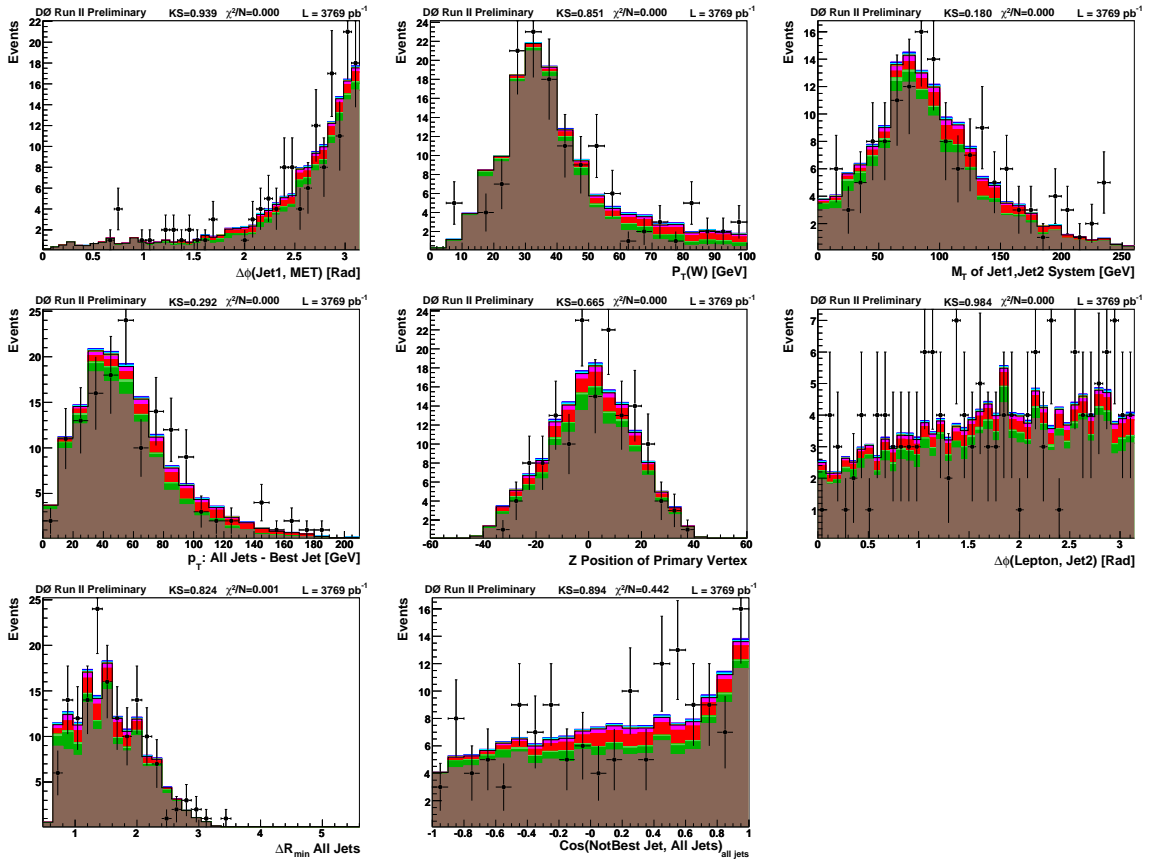 DØ Run II Preliminary KS=0.939 χ²/N=0.000 L = 3769 pb⁻¹
Events
22
20
18
16
14
12
10
8
6
4
2
0 0.5 1 1.5 2 2.5 3
Δϕ(Jet1, MET) [Rad]
DØ Run II Preliminary KS=0.851 χ²/N=0.000 L = 3769 pb⁻¹
Events
24
22
20
18
16
14
12
10
8
6
4
2
0
0 10 20 30 40 50 60 70 80 90 100
P_T(W) [GeV]
DØ Run II Preliminary KS=0.180 χ²/N=0.000 L = 3769 pb⁻¹
Events
16
14
12
10
8
6
4
2
0
0 50 100 150 200 250
M_T of Jet1,Jet2 System [GeV]
DØ Run II Preliminary KS=0.292 χ²/N=0.000 L = 3769 pb⁻¹
Events
25
20
15
10
5
0 20 40 60 80 100 120 140 160 180 200
p_T: All Jets - Best Jet [GeV]
DØ Run II Preliminary KS=0.665 χ²/N=0.000 L = 3769 pb⁻¹
Events
24
22
20
18
16
14
12
10
8
6
4
2
-60 -40 -20 0 20 40 60
Z Position of Primary Vertex
DØ Run II Preliminary KS=0.984 χ²/N=0.000 L = 3769 pb⁻¹
Events
7
6
5
4
3
2
1
0
0 0.5 1 1.5 2 2.5 3
Δϕ(Lepton, Jet2) [Rad]
DØ Run II Preliminary KS=0.824 χ²/N=0.001 L = 3769 pb⁻¹
Events
25
20
15
10
5
1 2 3 4 5
ΔR_min All Jets
DØ Run II Preliminary KS=0.894 χ²/N=0.442 L = 3769 pb⁻¹
Events
16
14
12
10
8
6
4
2
-1 -0.8 -0.6 -0.4 -0.2 -0 0.2 0.4 0.6 0.8 1
Cos(NotBest Jet, All Jets)_all jets